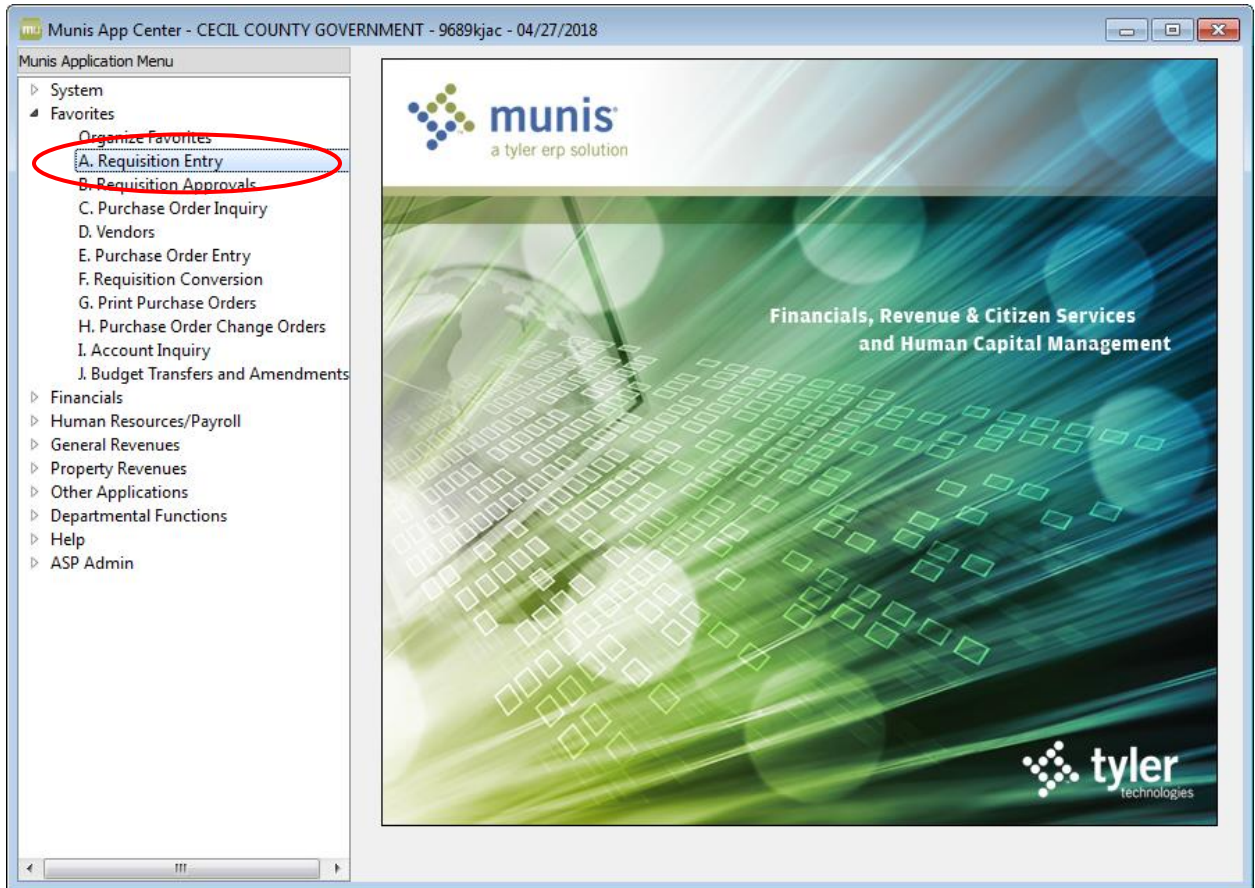 mu Munis App Center - CECIL COUNTY GOVERNMENT - 9689kjac - 04/27/2018
Munis Application Menu
System
Favorites
Organize Favorites
A. Requisition Entry
B. Requisition Approvals
C. Purchase Order Inquiry
D. Vendors
E. Purchase Order Entry
F. Requisition Conversion
G. Print Purchase Orders
H. Purchase Order Change Orders
I. Account Inquiry
J. Budget Transfers and Amendments
Financials
Human Resources/Payroll
General Revenues
Property Revenues
Other Applications
Departmental Functions
Help
ASP Admin
munis
a tyler erp solution
Financials, Revenue & Citizen Services
and Human Capital Management
tyler
technologies